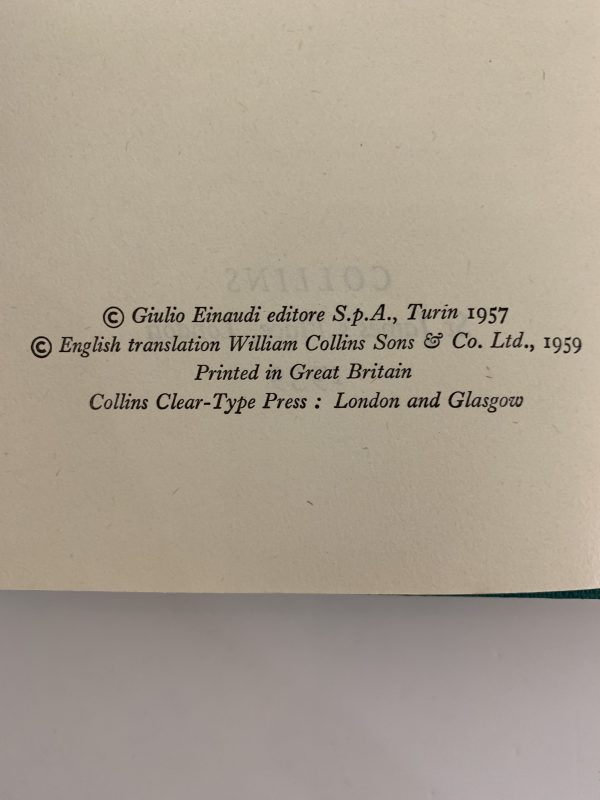 COLLINS
© Giulio Einaudi editore S.p.A., Turin 1957
© English translation William Collins Sons & Co. Ltd., 1959
Printed in Great Britain
Collins Clear-Type Press : London and Glasgow